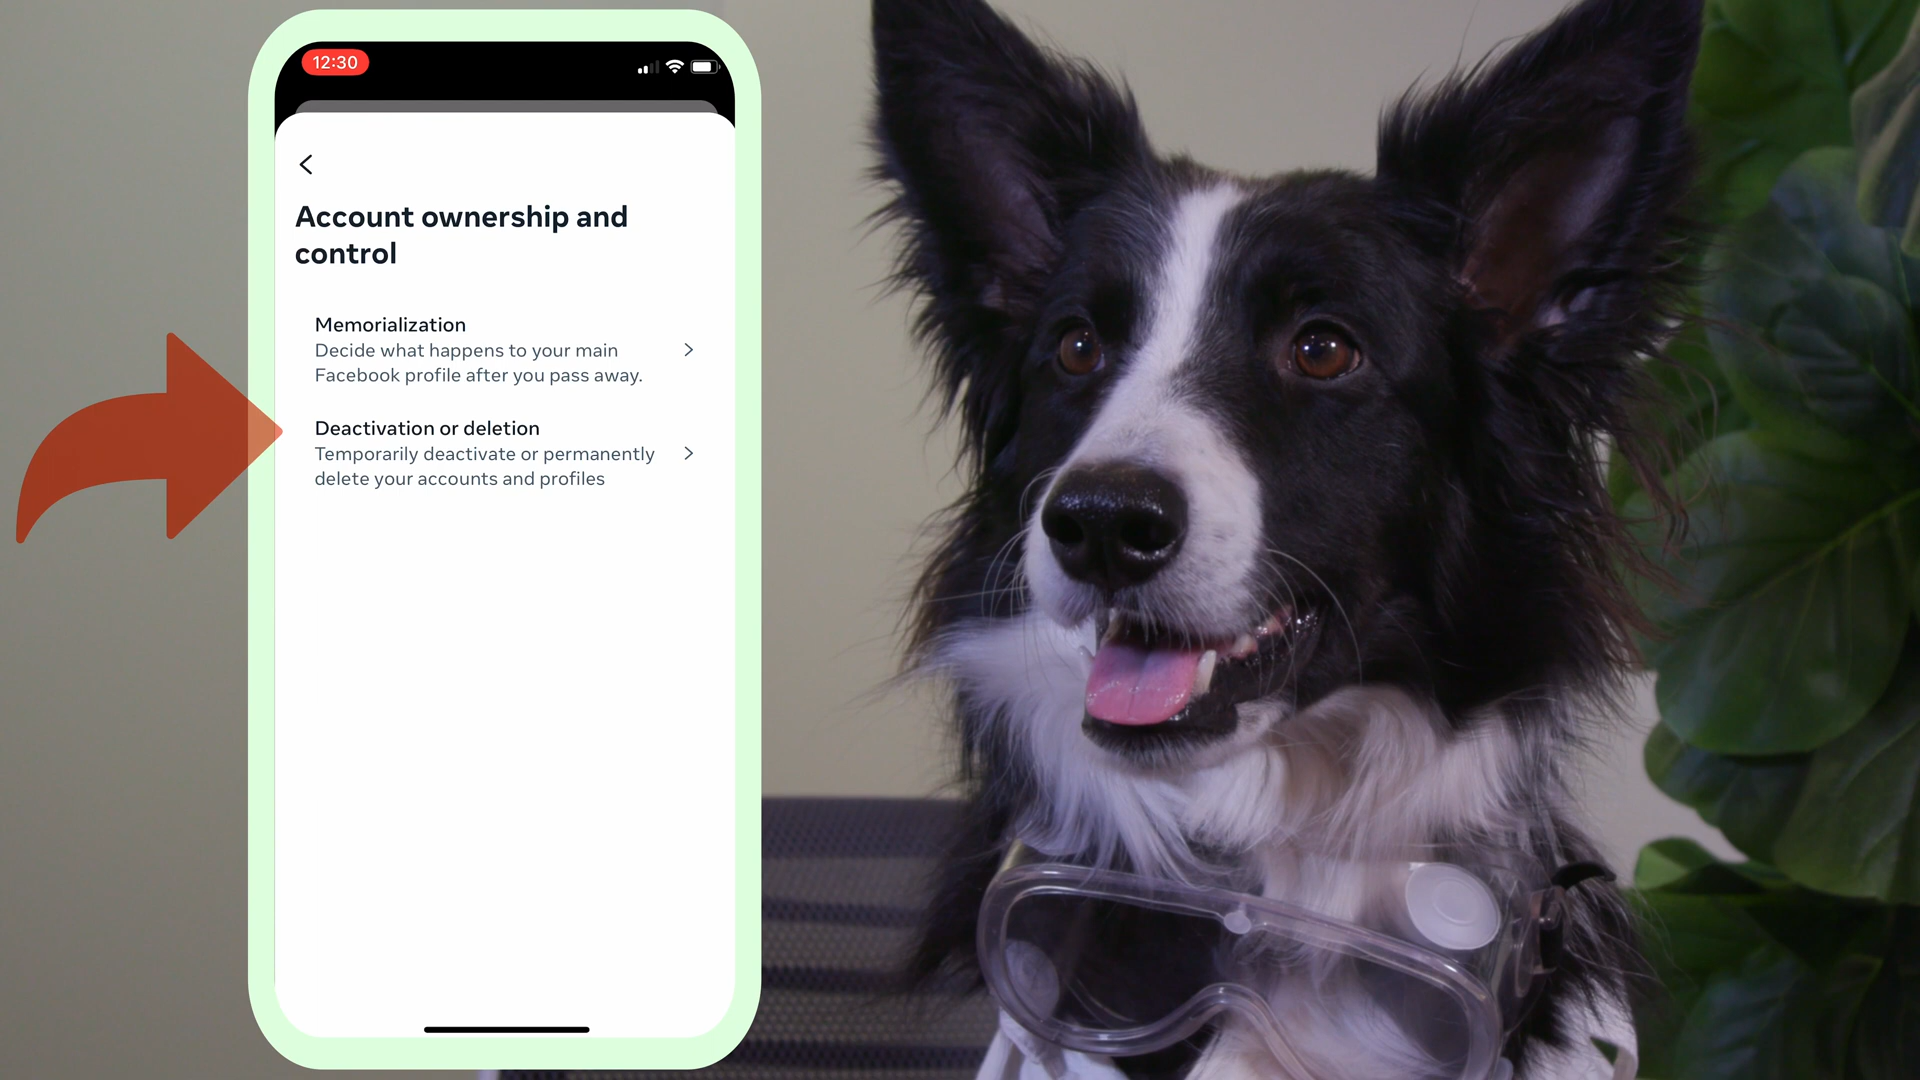 12:30
Account ownership and
control
Memorialization
Decide what happens to your main
Facebook profile after you pass away.
Deactivation or deletion
Temporarily deactivate or permanently
delete your accounts and profiles